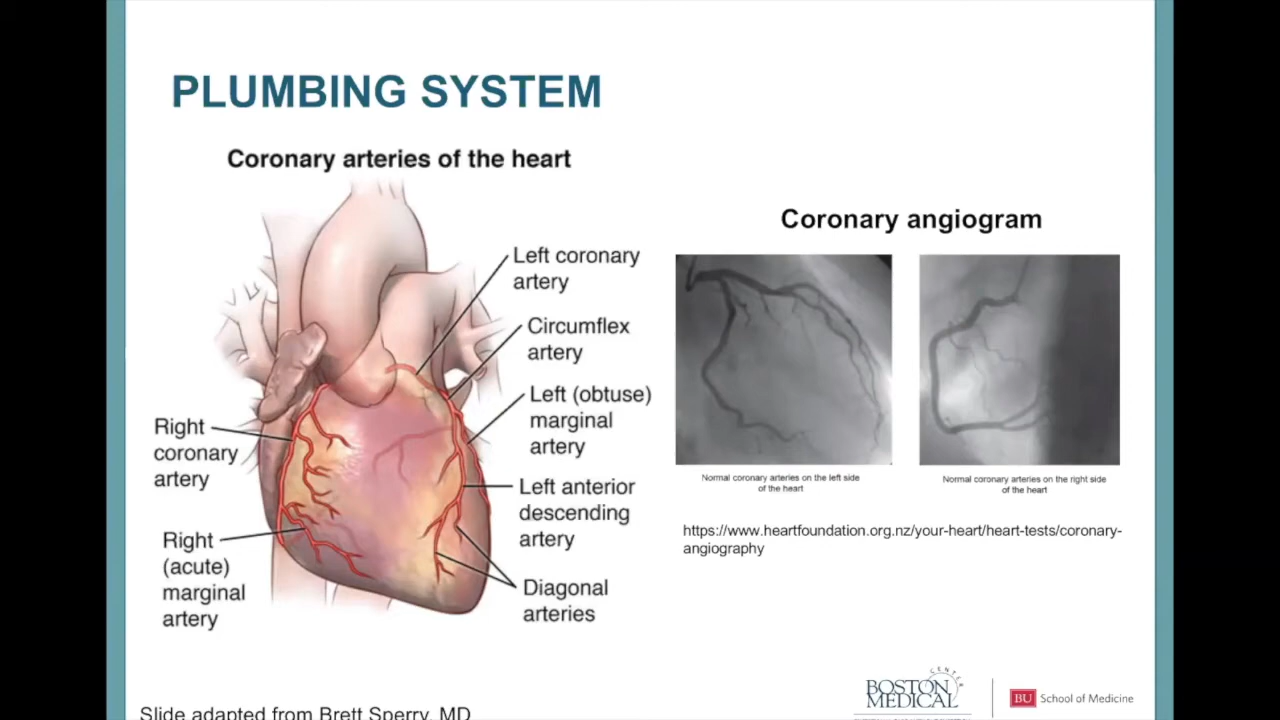 PLUMBING SYSTEM
Coronary arteries of the heart
Left coronary
artery
Circumflex
artery
Left (obtuse)
marginal
artery
Left anterior
descending
artery
Diagonal
arteries
Right
coronary
artery
Right
(acute)
marginal
artery
Coronary angiogram
Normal coronary arteries on the left side
of the heart
Normal coronary arteries on the right side
of the heart
https://www.heartfoundation.org.nz/your-heart/heart-tests/coronary-
angiography
Slide adapted from Brett Sperry, MD
BOSTON
MEDICAL
CENTER
BU School of Medicine